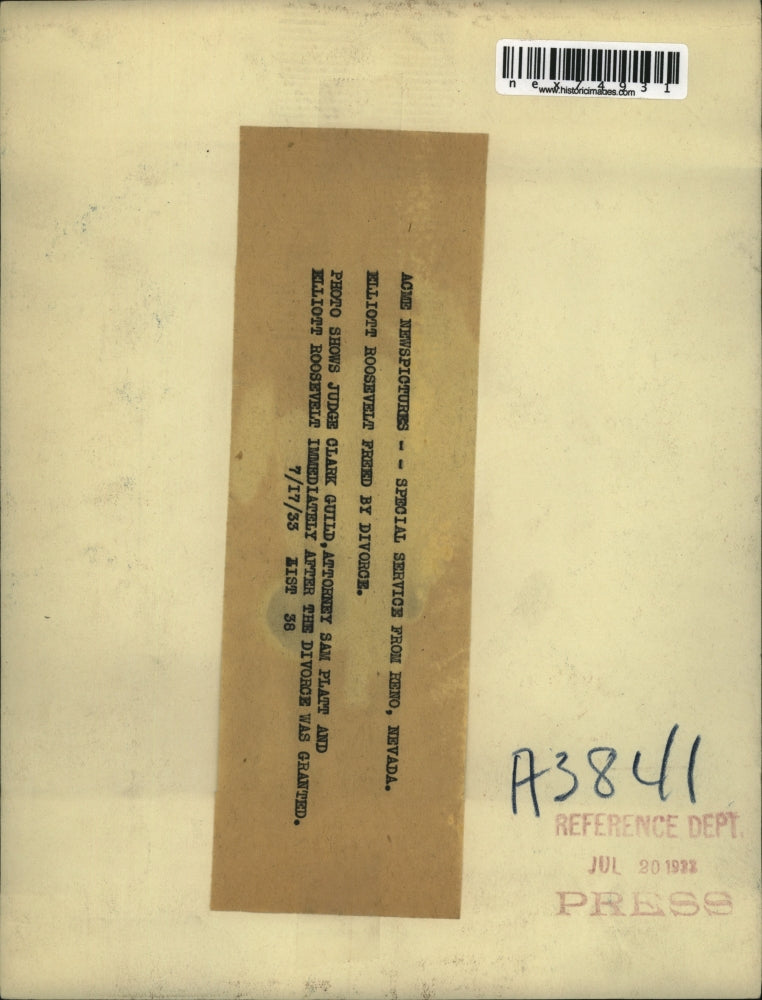 nex74931
www.historicimages.com
ACME NEWSPICTURES - - SPECIAL SERVICE FROM RENO, NEVADA.
ELLIOTT ROOSEVELT FREED BY DIVORCE.
PHOTO SHOWS JUDGE CLARK GUILD, ATTORNEY SAM PLATT AND
ELLIOTT ROOSEVELT IMMEDIATELY AFTER THE DIVORCE WAS GRANTED.
7/17/33 LIST 38
A3841
REFERENCE DEPT.
JUL 20 1933
PRESS